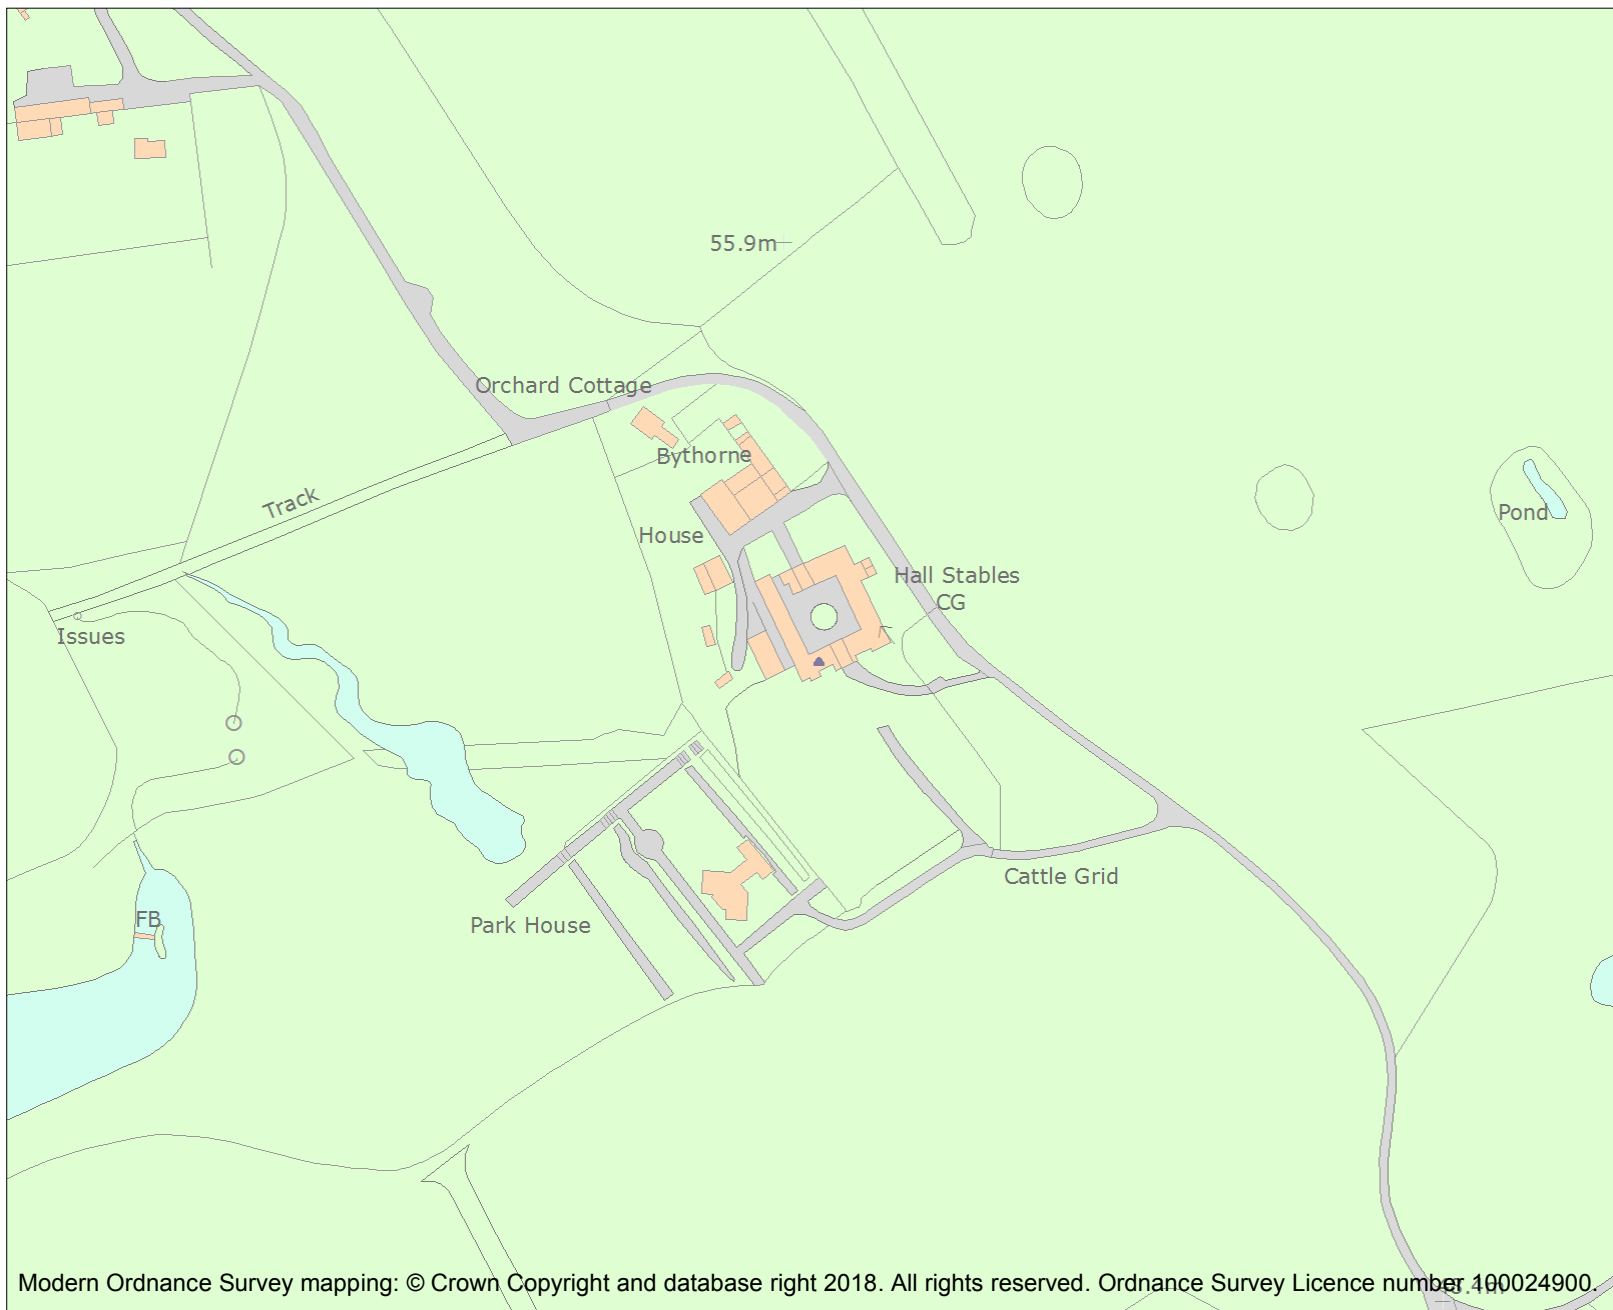 55.9m
Orchard Cottage
Bythorne
Track
House
Pond
Hall Stables
CG
Issues
Cattle Grid
FB
Park House
Modern Ordnance Survey mapping: © Crown Copyright and database right 2018. All rights reserved. Ordnance Survey Licence number 100024900.